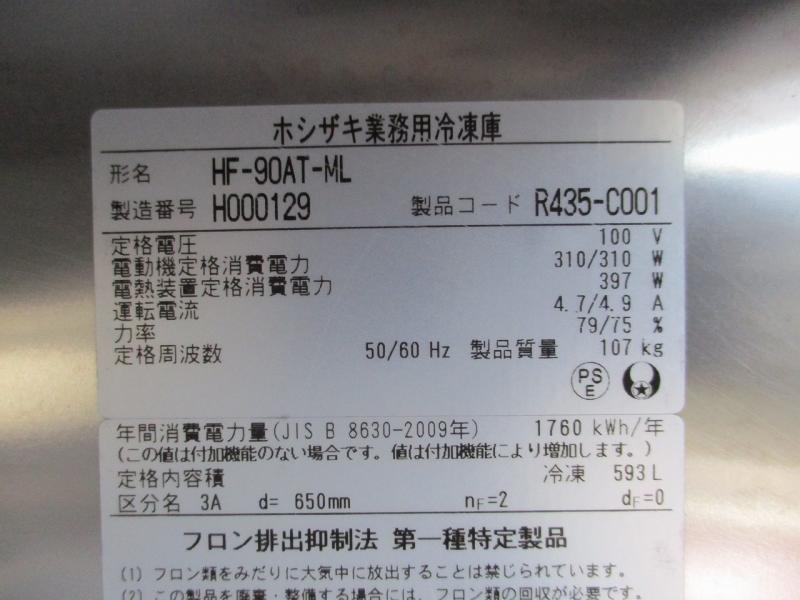 ホシザキ業務用冷凍庫
形名 HF-90AT-ML
製造番号 H000129 製品コード R435-C001
定格電圧 100 V
電動機定格消費電力 310/310 W
電熱装置定格消費電力 397 W
運転電流 4.7/4.9 A
力率 79/75 %
定格周波数 50/60 Hz 製品質量 107 kg
PS E
年間消費電力量(JIS B 8630-2009年) 1760 kWh/年
(この値は付加機能のない場合です。値は付加機能により増加します。)
定格内容積 冷凍 593 L
区分名 3A d= 650mm nF=2 dF=0
フロン排出抑制法 第一種特定製品
(1) フロン類をみだりに大気中に放出することは禁じられています。
(2) この製品を廃棄・整備する場合には、フロン類の回収が必要です。